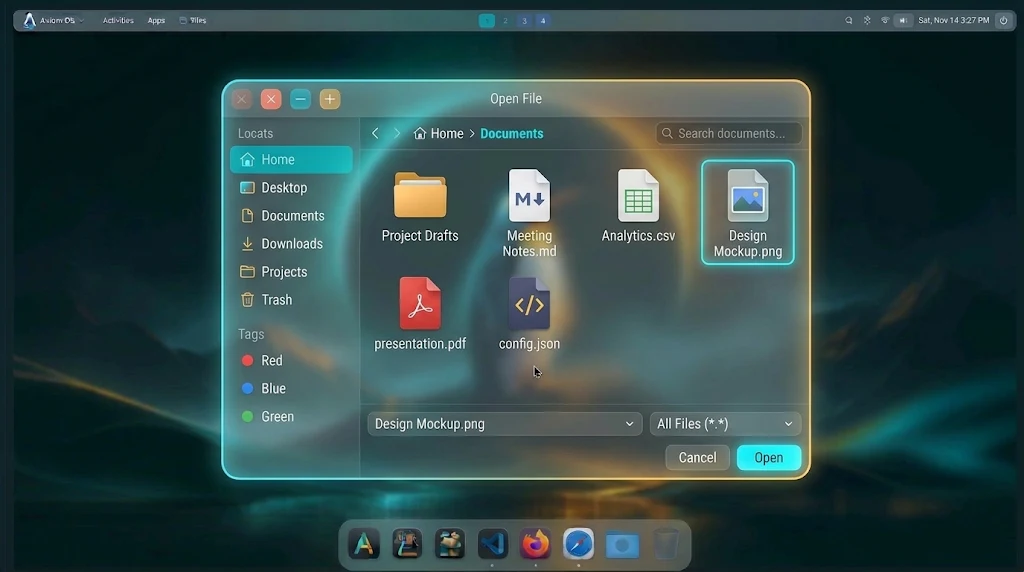 Axiom OS
Activities
Apps
Files
1 2 3 4
Sat, Nov 14 3:27 PM
Open File
Locats
Home
Desktop
Documents
Downloads
Projects
Trash
Tags
Red
Blue
Green
Home > Documents
Search documents...
Project Drafts
Meeting
Notes.md
Analytics.csv
Design
Mockup.png
presentation.pdf
config.json
M
Design Mockup.png
All Files (*.*)
Cancel
Open